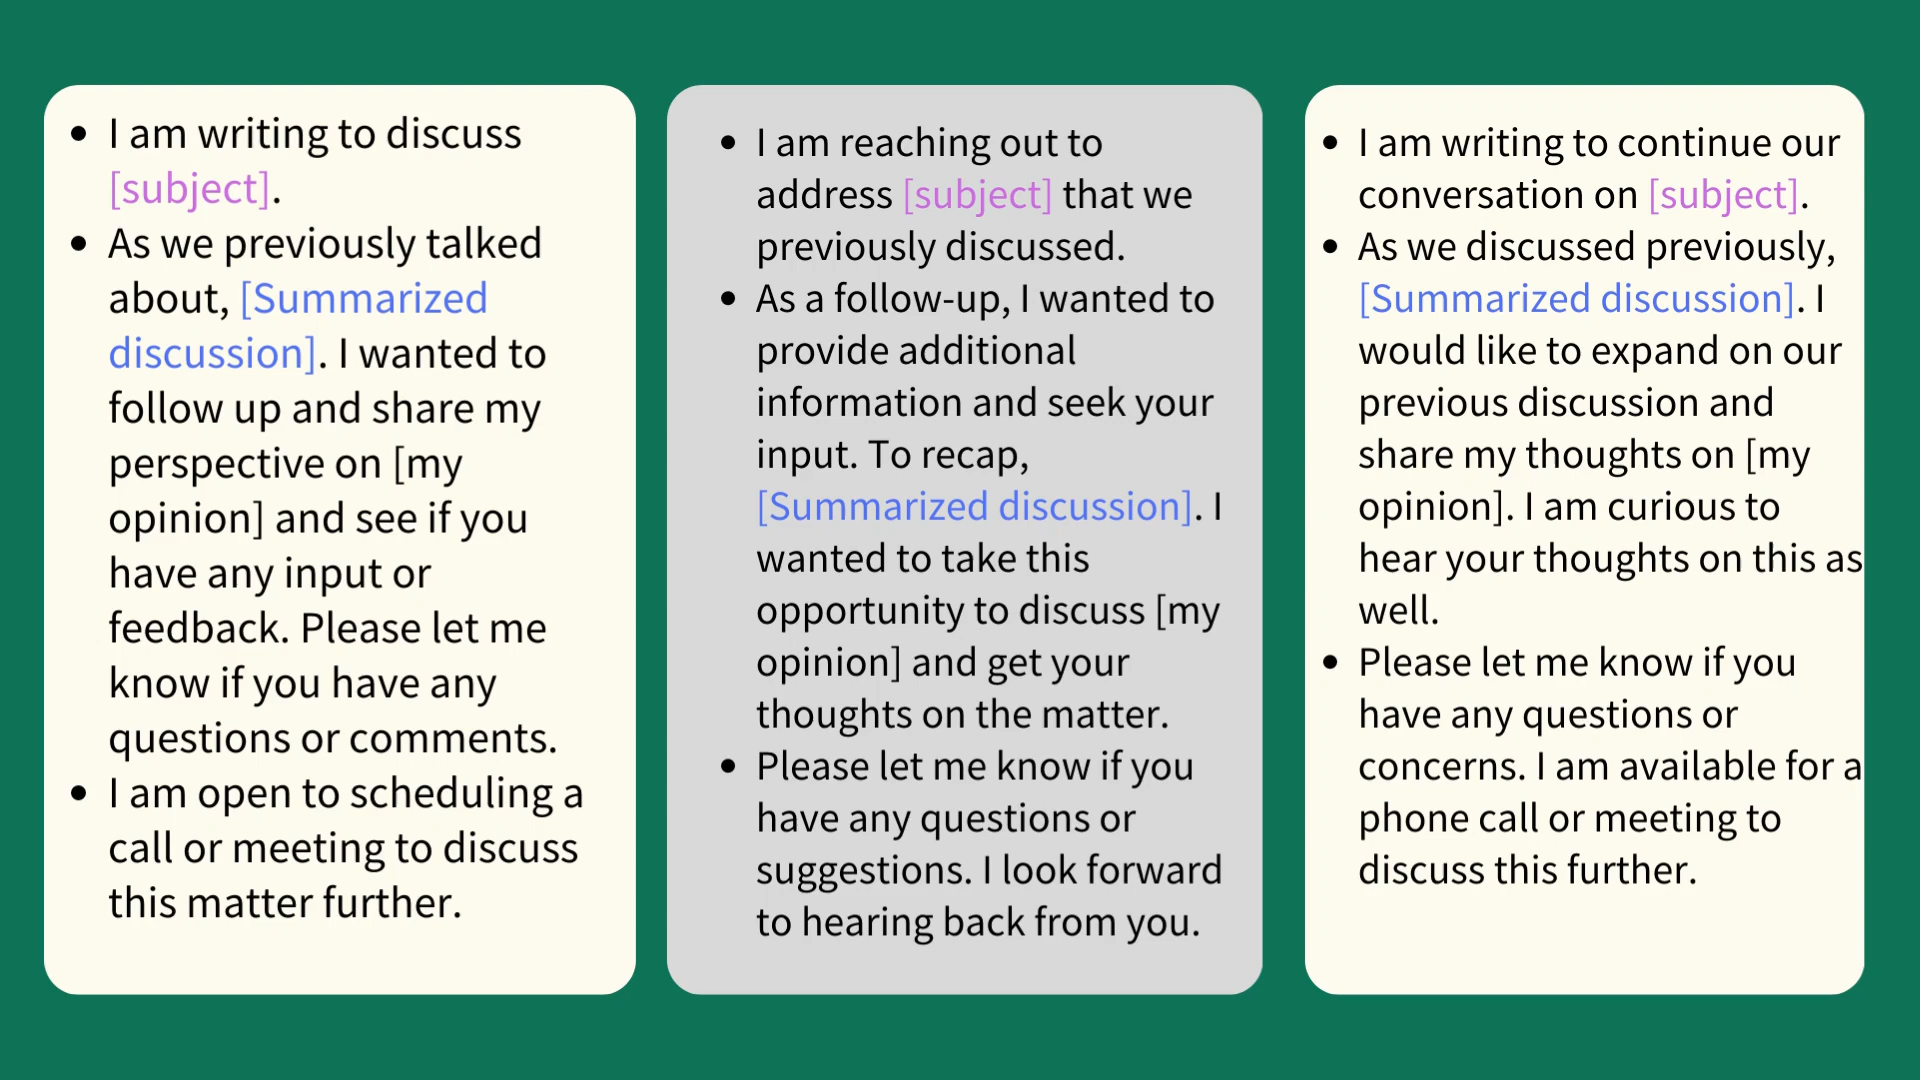 • I am writing to discuss
[subject].
• As we previously talked
about, [Summarized
discussion]. I wanted to
follow up and share my
perspective on [my
opinion] and see if you
have any input or
feedback. Please let me
know if you have any
questions or comments.
• I am open to scheduling a
call or meeting to discuss
this matter further.
• I am reaching out to
address [subject] that we
previously discussed.
• As a follow-up, I wanted to
provide additional
information and seek your
input. To recap,
[Summarized discussion]. I
wanted to take this
opportunity to discuss [my
opinion] and get your
thoughts on the matter.
• Please let me know if you
have any questions or
suggestions. I look forward
to hearing back from you.
• I am writing to continue our
conversation on [subject].
• As we discussed previously,
[Summarized discussion]. I
would like to expand on our
previous discussion and
share my thoughts on [my
opinion]. I am curious to
hear your thoughts on this as
well.
• Please let me know if you
have any questions or
concerns. I am available for a
phone call or meeting to
discuss this further.